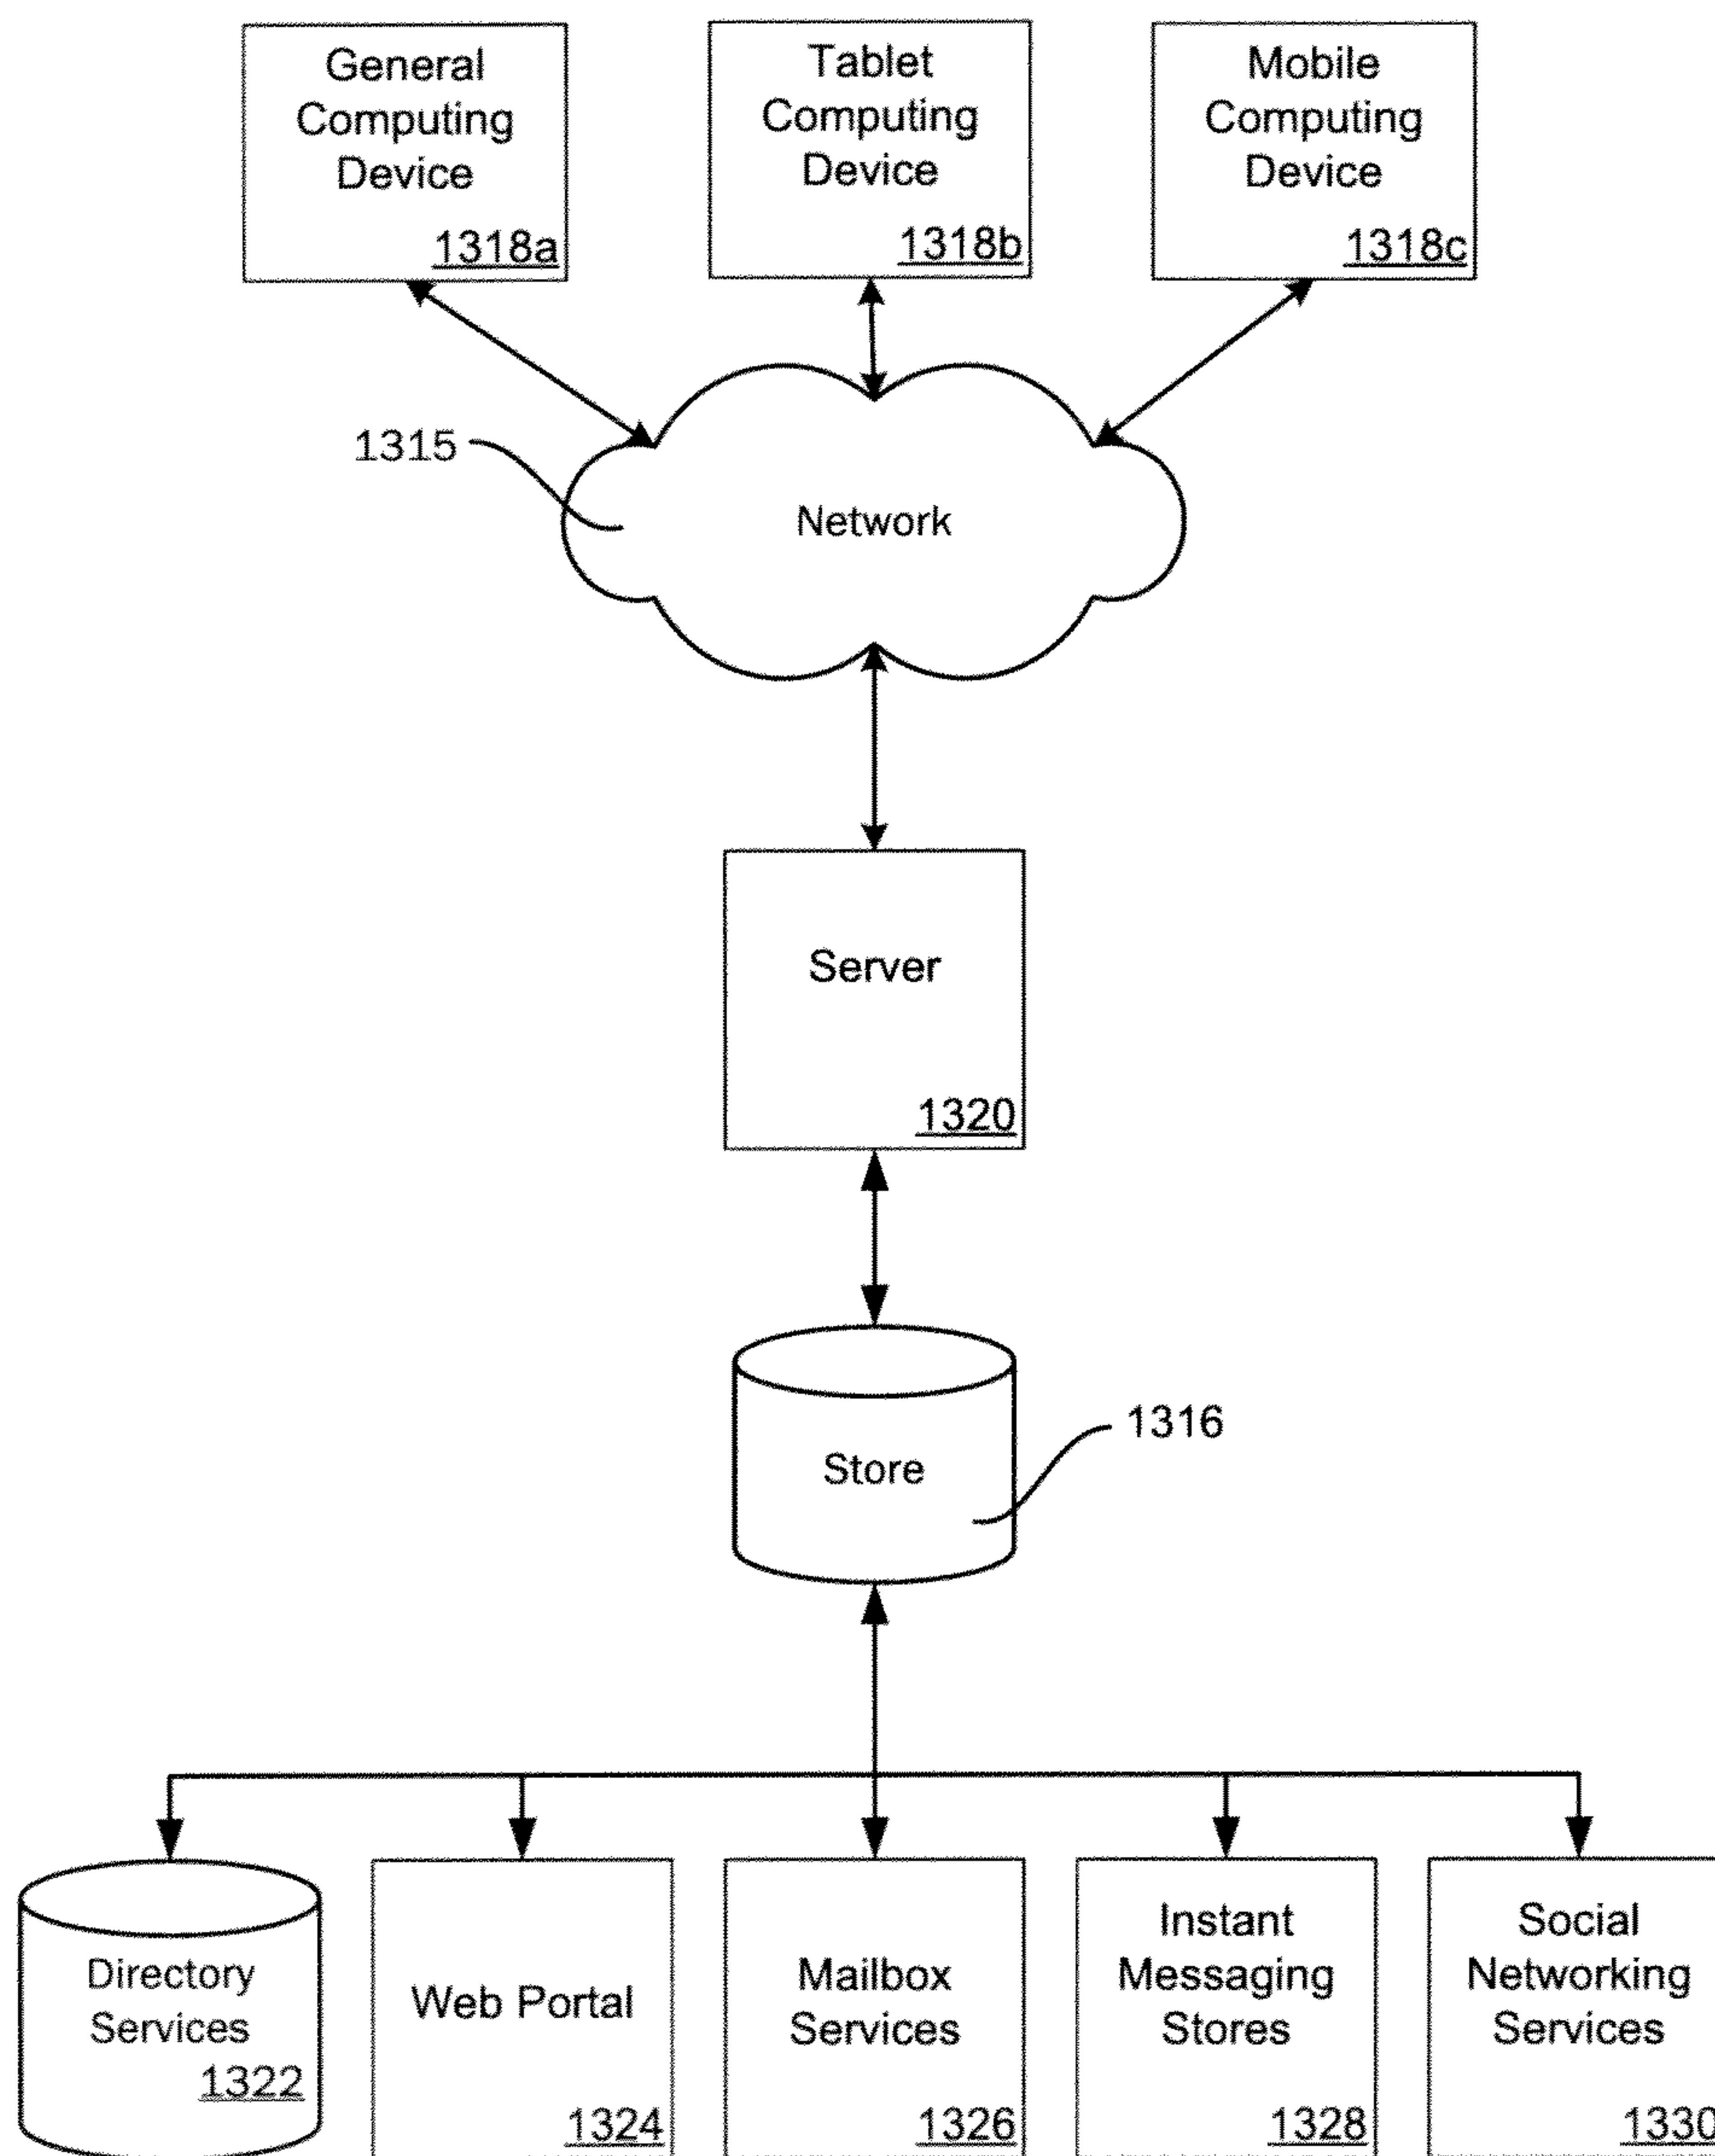 General
Computing
Device
1318a
Tablet
Computing
Device
1318b
Mobile
Computing
Device
1318c
1315
Network
Server
1320
1316
Store
Directory
Services
1322
Web Portal
1324
Mailbox
Services
1326
Instant
Messaging
Stores
1328
Social
Networking
Services
1330